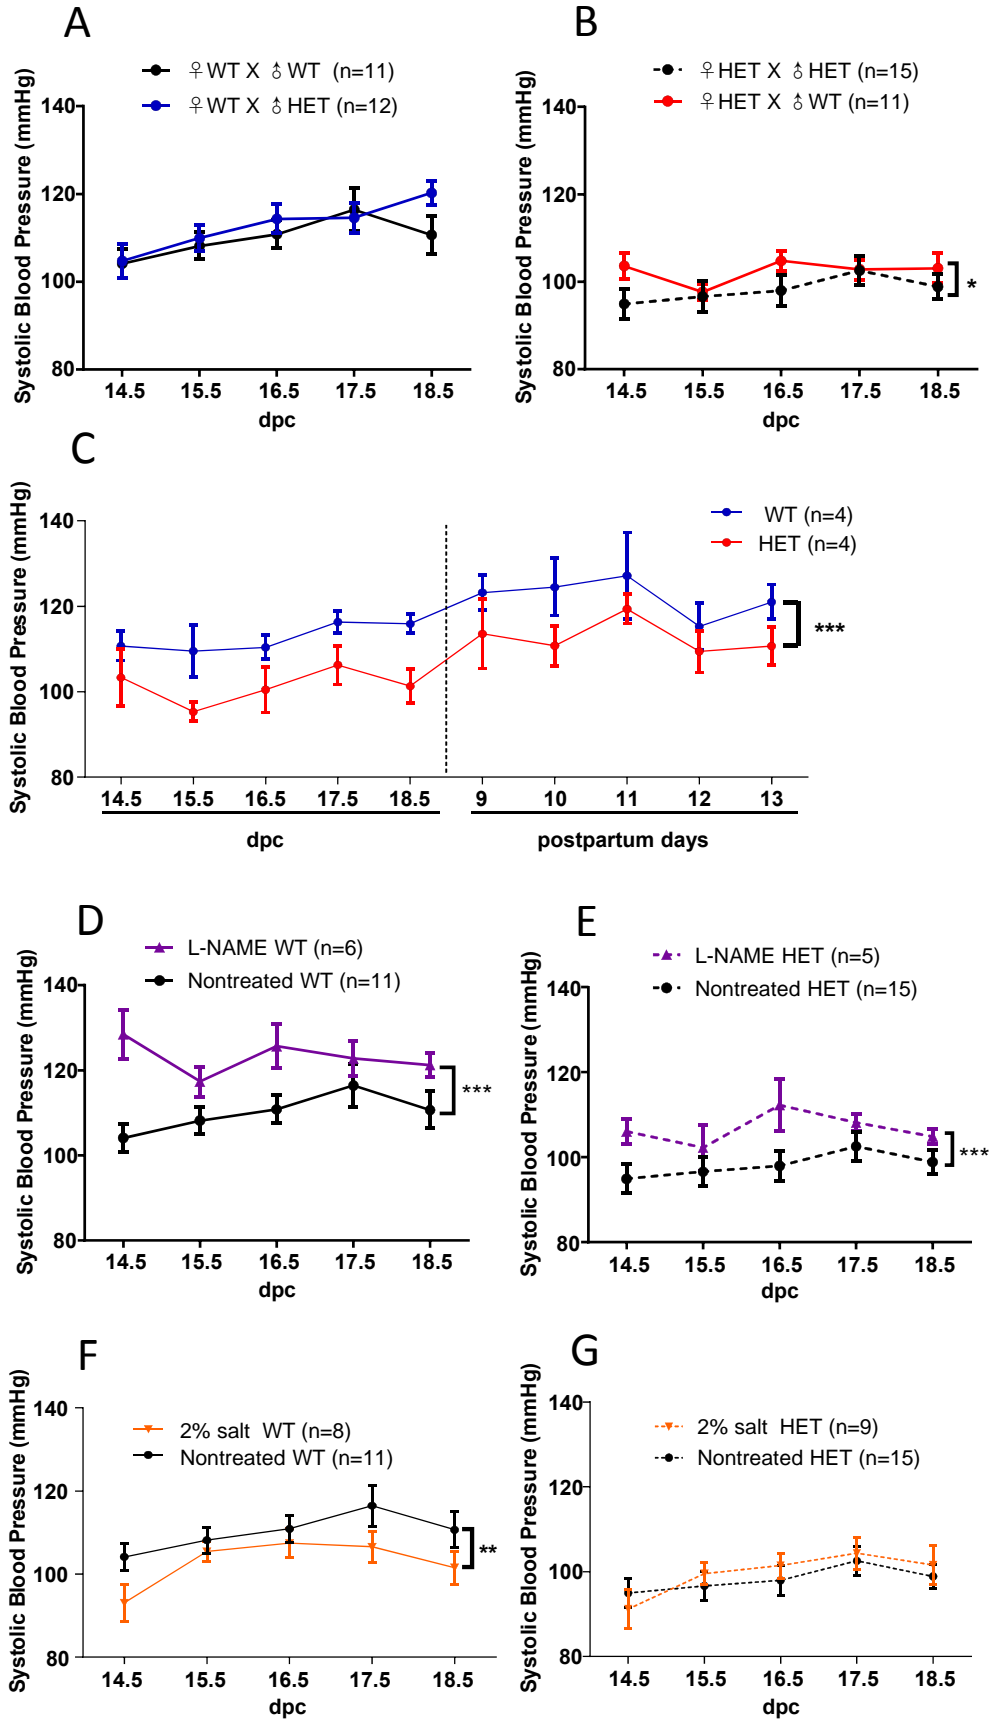 A
♀WT X ♂WT (n=11)
♀WT X ♂HET (n=12)
Systolic Blood Pressure (mmHg)
140
120
100
80
14.5 15.5 16.5 17.5 18.5
dpc
B
♀HET X ♂HET (n=15)
♀HET X ♂WT (n=11)
Systolic Blood Pressure (mmHg)
140
120
100
80
*
14.5 15.5 16.5 17.5 18.5
dpc
C
WT (n=4)
HET (n=4)
Systolic Blood Pressure (mmHg)
140
120
100
80
***
14.5 15.5 16.5 17.5 18.5 9 10 11 12 13
dpc postpartum days
D
L-NAME WT (n=6)
Nontreated WT (n=11)
Systolic Blood Pressure (mmHg)
140
120
100
80
***
14.5 15.5 16.5 17.5 18.5
dpc
E
L-NAME HET (n=5)
Nontreated HET (n=15)
Systolic Blood Pressure (mmHg)
140
120
100
80
***
14.5 15.5 16.5 17.5 18.5
dpc
F
2% salt WT (n=8)
Nontreated WT (n=11)
Systolic Blood Pressure (mmHg)
140
120
100
80
**
14.5 15.5 16.5 17.5 18.5
dpc
G
2% salt HET (n=9)
Nontreated HET (n=15)
Systolic Blood Pressure (mmHg)
140
120
100
80
14.5 15.5 16.5 17.5 18.5
dpc